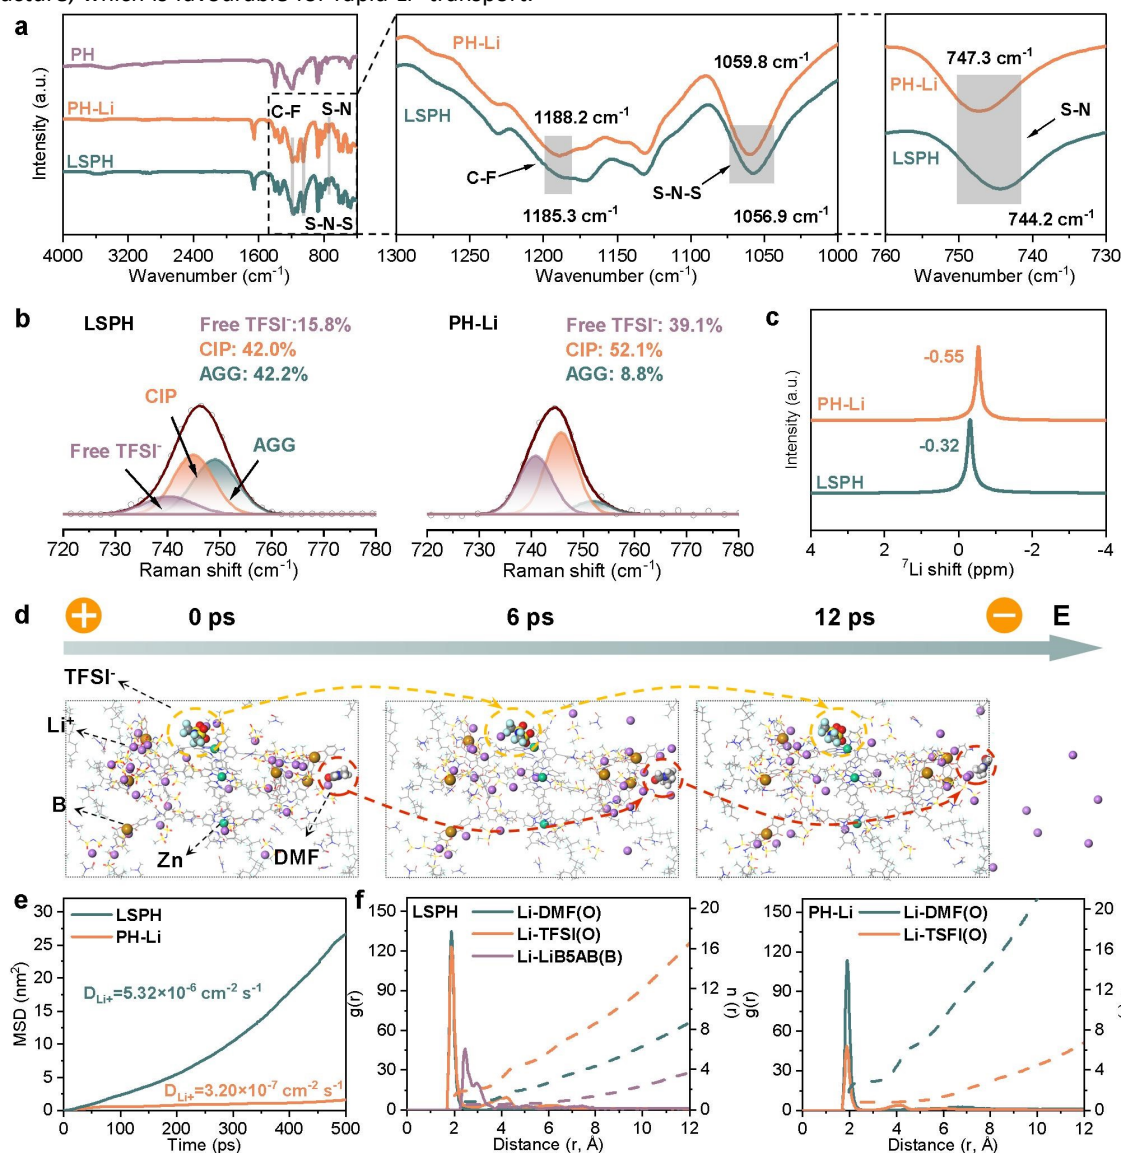 a
PH
PH-Li
LSPH
C-F
S-N
S-N-S
Intensity (a.u.)
4000 3200 2400 1600 800
Wavenumber (cm⁻¹)
PH-Li
LSPH
1059.8 cm⁻¹
1188.2 cm⁻¹
C-F
S-N-S
1185.3 cm⁻¹
1056.9 cm⁻¹
1300 1250 1200 1150 1100 1050 1000
Wavenumber (cm⁻¹)
747.3 cm⁻¹
PH-Li
S-N
LSPH
744.2 cm⁻¹
760 750 740 730
Wavenumber (cm⁻¹)
b
LSPH
Free TFSI⁻:15.8%
CIP: 42.0%
AGG: 42.2%
CIP
Free TFSI⁻
AGG
720 730 740 750 760 770 780
Raman shift (cm⁻¹)
PH-Li
Free TFSI⁻: 39.1%
CIP: 52.1%
AGG: 8.8%
720 730 740 750 760 770 780
Raman shift (cm⁻¹)
c
-0.55
PH-Li
-0.32
LSPH
Intensity (a.u.)
4 2 0 -2 -4
⁷Li shift (ppm)
d
+ 0 ps 6 ps 12 ps − E
TFSI⁻
Li⁺
B
Zn
DMF
e
LSPH
PH-Li
D_Li+=5.32×10⁻⁶ cm⁻² s⁻¹
D_Li+=3.20×10⁻⁷ cm⁻² s⁻¹
MSD (nm²)
30
25
20
15
10
5
0
0 100 200 300 400 500
Time (ps)
f
LSPH
Li-DMF(O)
Li-TFSI(O)
Li-LiB5AB(B)
g(r)
150
120
90
60
30
0
20
16
12
8
4
0
n (r)
0 2 4 6 8 10 12
Distance (r, Å)
PH-Li
Li-DMF(O)
Li-TSFI(O)
g(r)
150
120
90
60
30
0
20
16
12
8
4
0
0 2 4 6 8 10 12
Distance (r, Å)